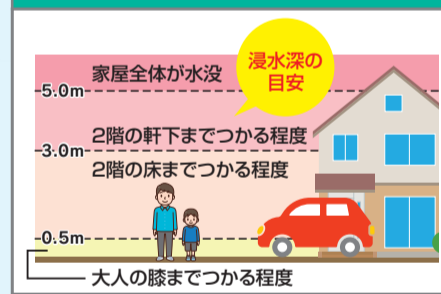 浸水深の
目安
家屋全体が水没
5.0m
2階の軒下までつかる程度
3.0m
2階の床までつかる程度
0.5m
大人の膝までつかる程度